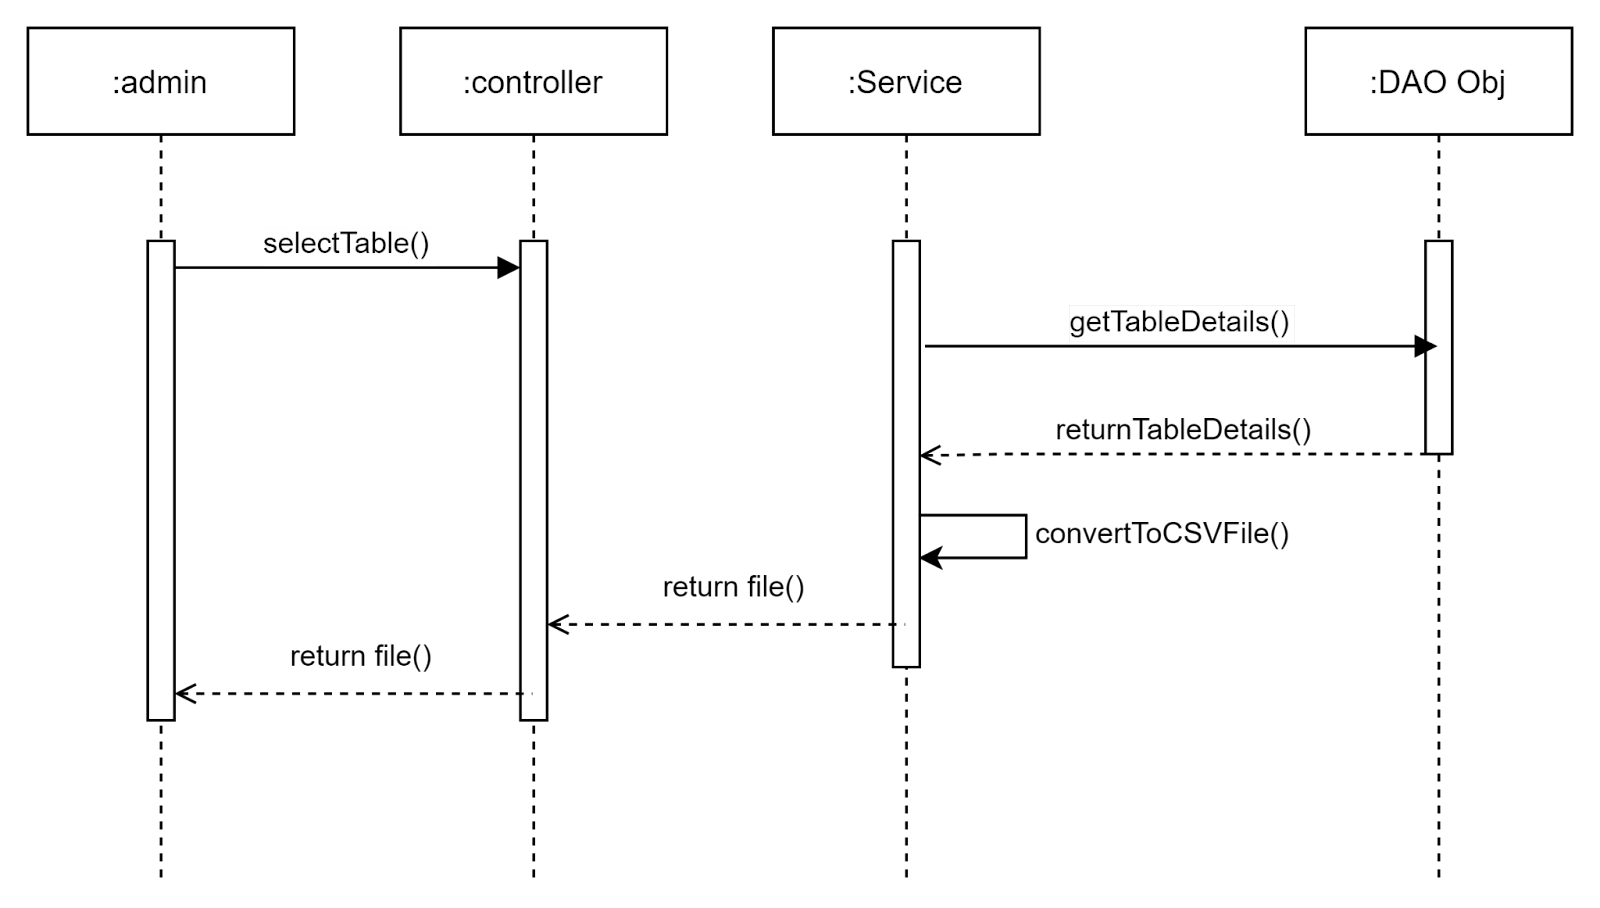 :admin
:controller
:Service
:DAO Obj
selectTable()
getTableDetails()
returnTableDetails()
convertToCSVFile()
return file()
return file()